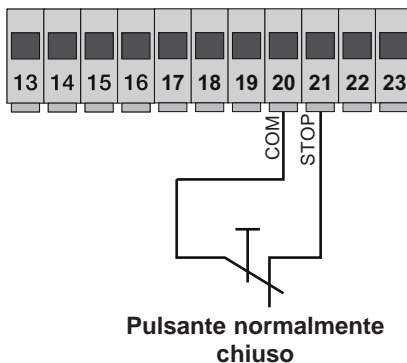 13 14 15 16 17 18 19 20 21 22 23
COM
STOP
Pulsante normalmente
chiuso